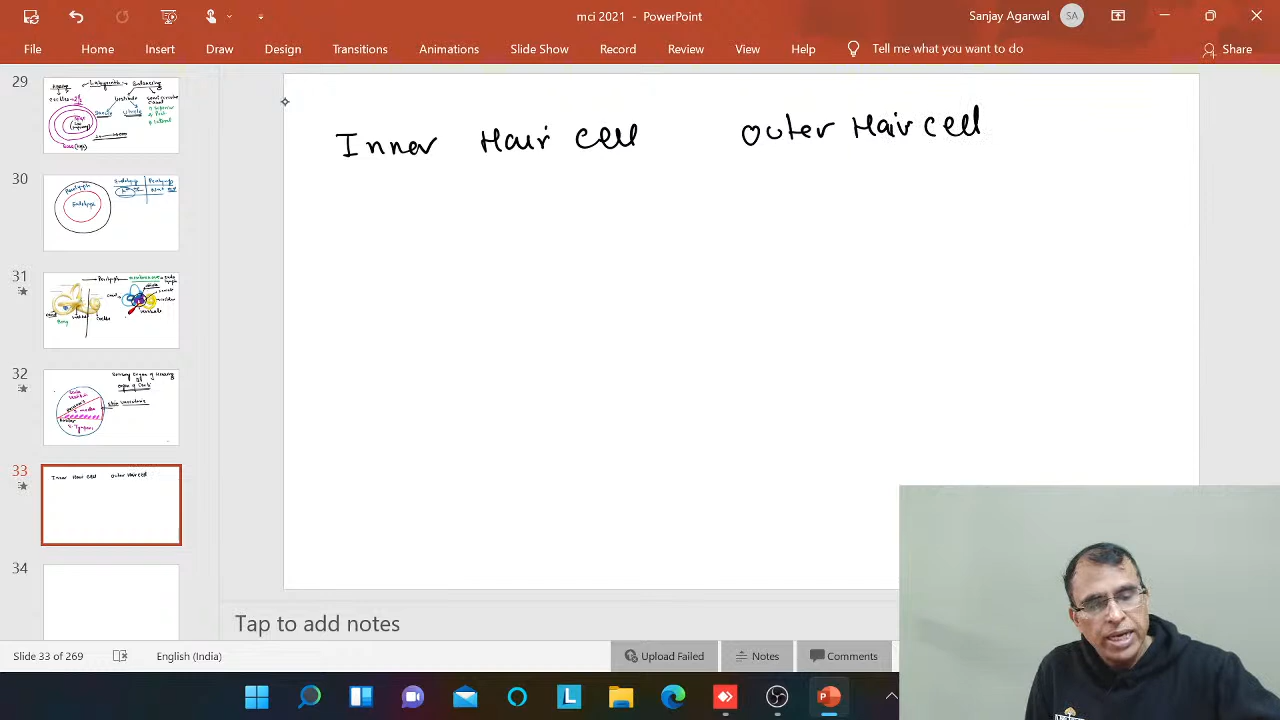 mci 2021 - PowerPoint
Sanjay Agarwal SA
File Home Insert Draw Design Transitions Animations Slide Show Record Review View Help Tell me what you want to do Share
29
30
31
32
33
34
Inner Hair cell Outer Hair cell
Tap to add notes
Slide 33 of 269 English (India) Upload Failed Notes Comments